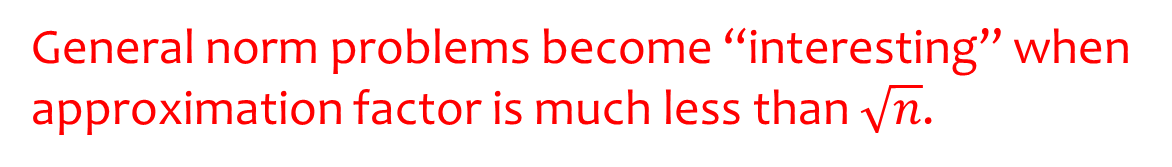 General norm problems become “interesting” when
approximation factor is much less than √n.